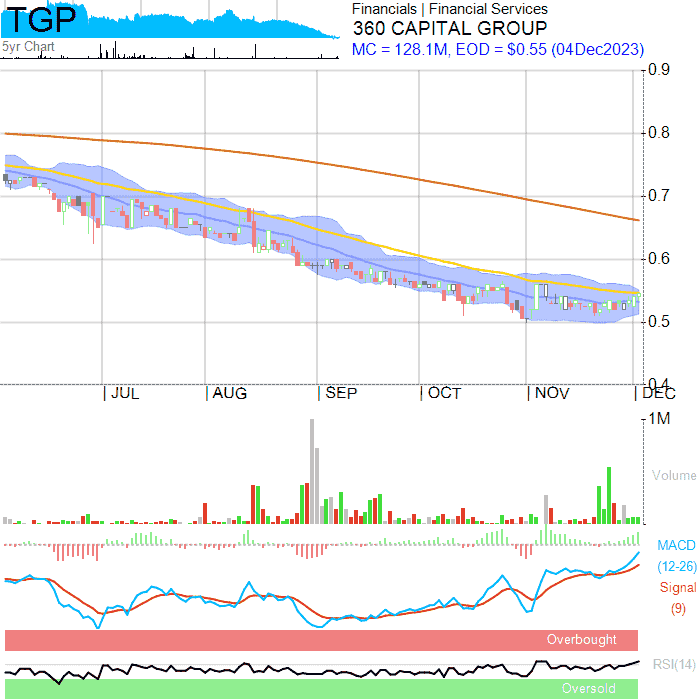 TGP
5yr Chart
Financials | Financial Services
360 CAPITAL GROUP
MC = 128.1M, EOD = $0.55 (04Dec2023)
0.9
0.8
0.7
0.6
0.5
0.4
JUL AUG SEP OCT NOV DEC
1M
Volume
MACD
(12-26)
Signal
(9)
Overbought
RSI(14)
Oversold